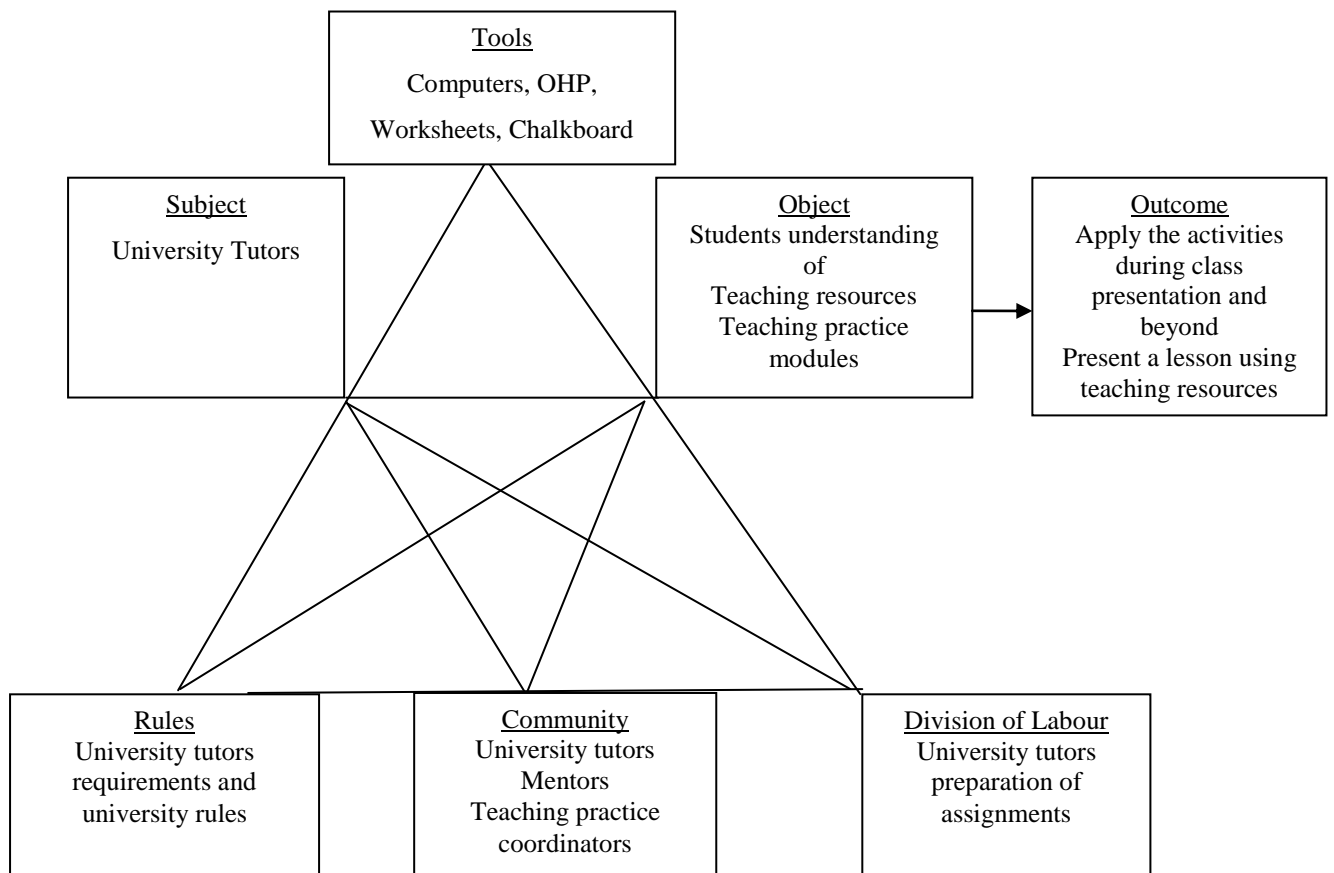 Tools
Computers, OHP,
Worksheets, Chalkboard
Subject
University Tutors
Object
Students understanding
of
Teaching resources
Teaching practice
modules
Outcome
Apply the activities
during class
presentation and
beyond
Present a lesson using
teaching resources
Rules
University tutors
requirements and
university rules
Community
University tutors
Mentors
Teaching practice
coordinators
Division of Labour
University tutors
preparation of
assignments